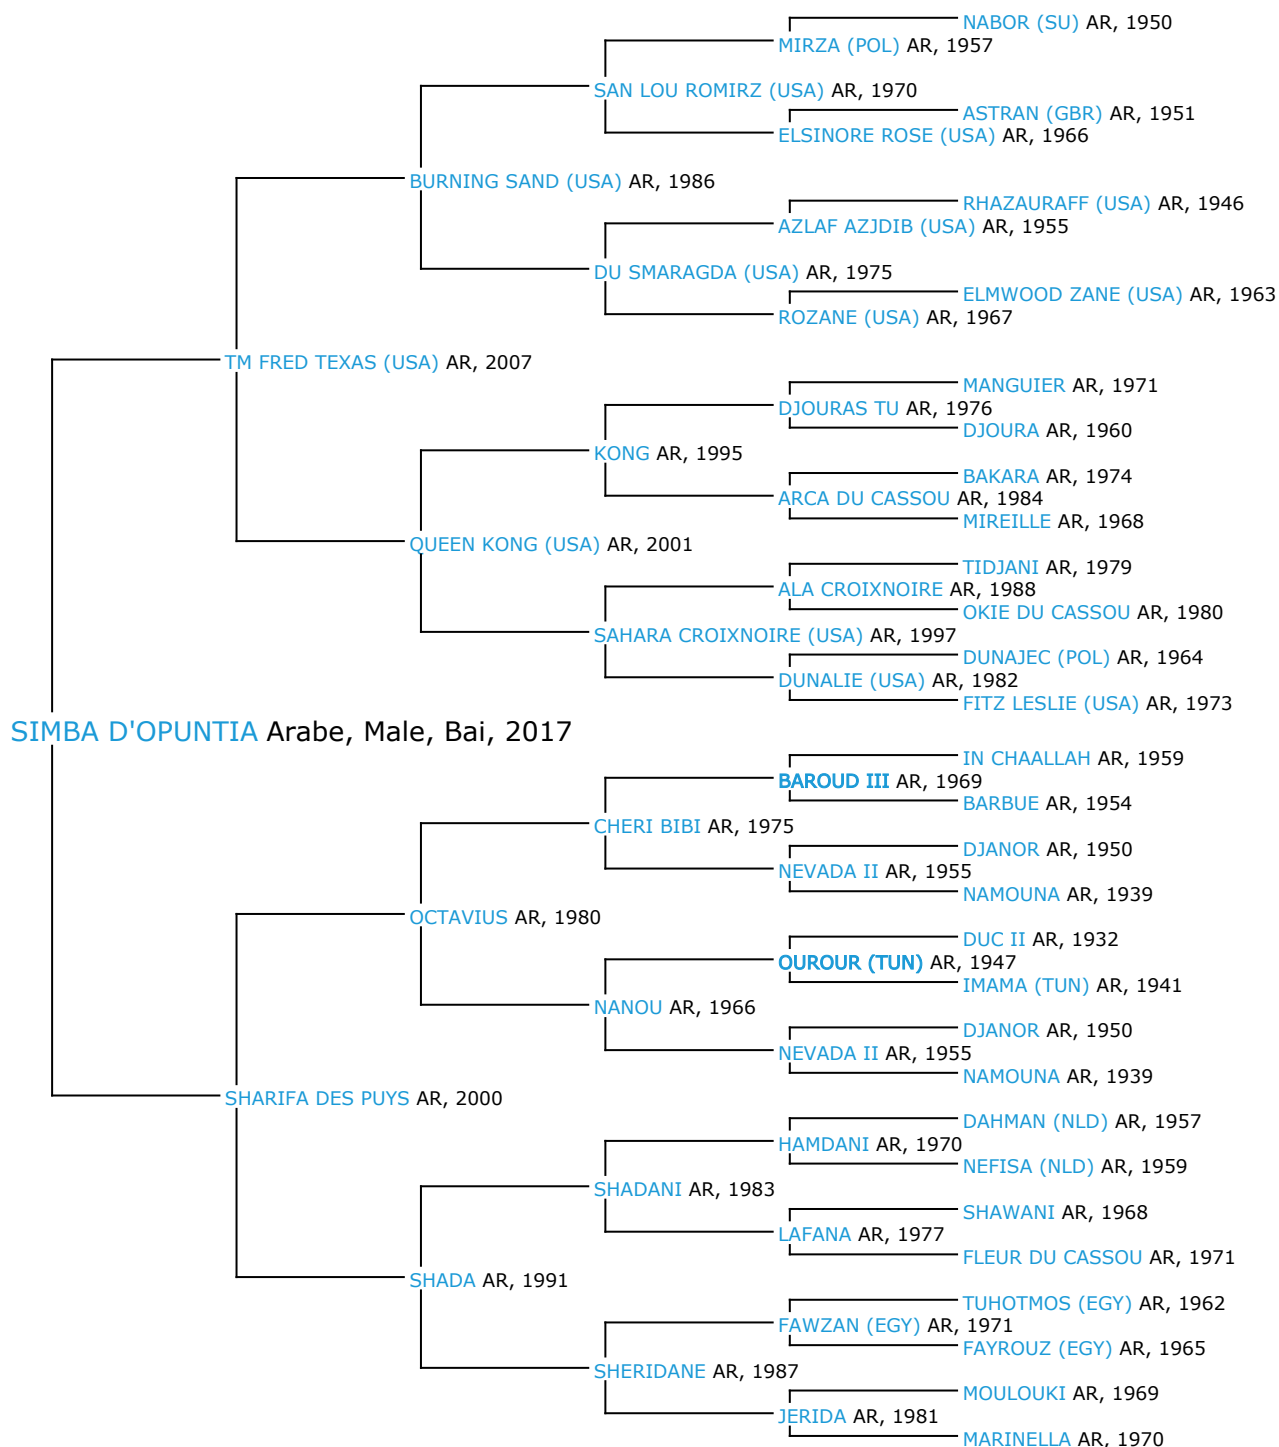 NABOR (SU) AR, 1950
MIRZA (POL) AR, 1957
SAN LOU ROMIRZ (USA) AR, 1970
ASTRAN (GBR) AR, 1951
ELSINORE ROSE (USA) AR, 1966
BURNING SAND (USA) AR, 1986
RHAZAURAFF (USA) AR, 1946
AZLAF AZJDIB (USA) AR, 1955
DU SMARAGDA (USA) AR, 1975
ELMWOOD ZANE (USA) AR, 1963
ROZANE (USA) AR, 1967
TM FRED TEXAS (USA) AR, 2007
MANGUIER AR, 1971
DJOURAS TU AR, 1976
DJOURA AR, 1960
KONG AR, 1995
BAKARA AR, 1974
ARCA DU CASSOU AR, 1984
MIREILLE AR, 1968
QUEEN KONG (USA) AR, 2001
TIDJANI AR, 1979
ALA CROIXNOIRE AR, 1988
OKIE DU CASSOU AR, 1980
SAHARA CROIXNOIRE (USA) AR, 1997
DUNAJEC (POL) AR, 1964
DUNALIE (USA) AR, 1982
FITZ LESLIE (USA) AR, 1973
SIMBA D'OPUNTIA Arabe, Male, Bai, 2017
IN CHAALLAH AR, 1959
BAROUD III AR, 1969
BARBUE AR, 1954
CHERI BIBI AR, 1975
DJANOR AR, 1950
NEVADA II AR, 1955
NAMOUNA AR, 1939
OCTAVIUS AR, 1980
DUC II AR, 1932
OUROUR (TUN) AR, 1947
IMAMA (TUN) AR, 1941
NANOU AR, 1966
DJANOR AR, 1950
NEVADA II AR, 1955
NAMOUNA AR, 1939
SHARIFA DES PUYS AR, 2000
DAHMAN (NLD) AR, 1957
HAMDANI AR, 1970
NEFISA (NLD) AR, 1959
SHADANI AR, 1983
SHAWANI AR, 1968
LAFANA AR, 1977
FLEUR DU CASSOU AR, 1971
SHADA AR, 1991
TUHOTMOS (EGY) AR, 1962
FAWZAN (EGY) AR, 1971
FAYROUZ (EGY) AR, 1965
SHERIDANE AR, 1987
MOULOUKI AR, 1969
JERIDA AR, 1981
MARINELLA AR, 1970